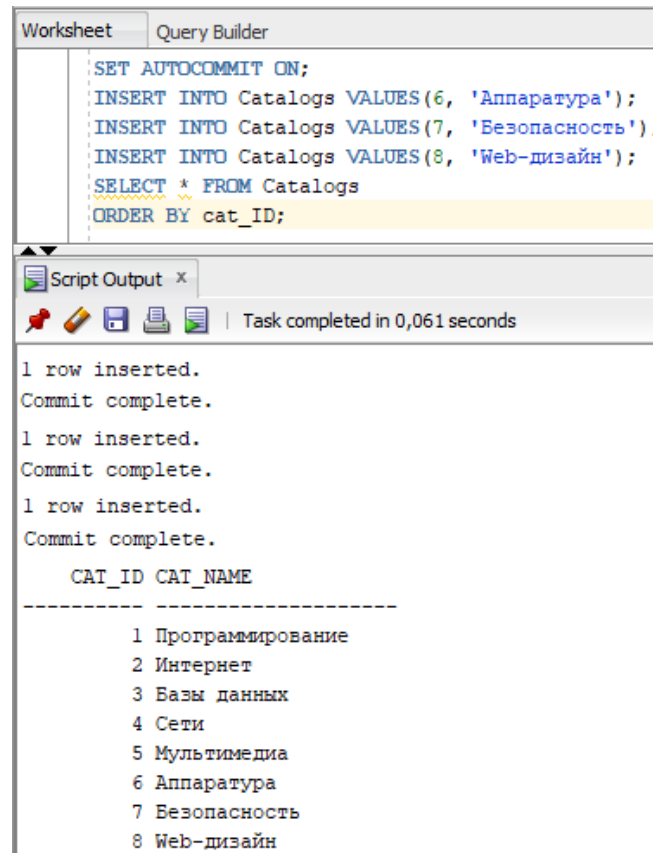 Worksheet Query Builder
SET AUTOCOMMIT ON;
INSERT INTO Catalogs VALUES(6, 'Аппаратура');
INSERT INTO Catalogs VALUES(7, 'Безопасность')
INSERT INTO Catalogs VALUES(8, 'Web-дизайн');
SELECT * FROM Catalogs
ORDER BY cat_ID;
Script Output x
Task completed in 0,061 seconds
1 row inserted.
Commit complete.
1 row inserted.
Commit complete.
1 row inserted.
Commit complete.
CAT_ID CAT_NAME
---------- --------------------
1 Программирование
2 Интернет
3 Базы данных
4 Сети
5 Мультимедиа
6 Аппаратура
7 Безопасность
8 Web-дизайн